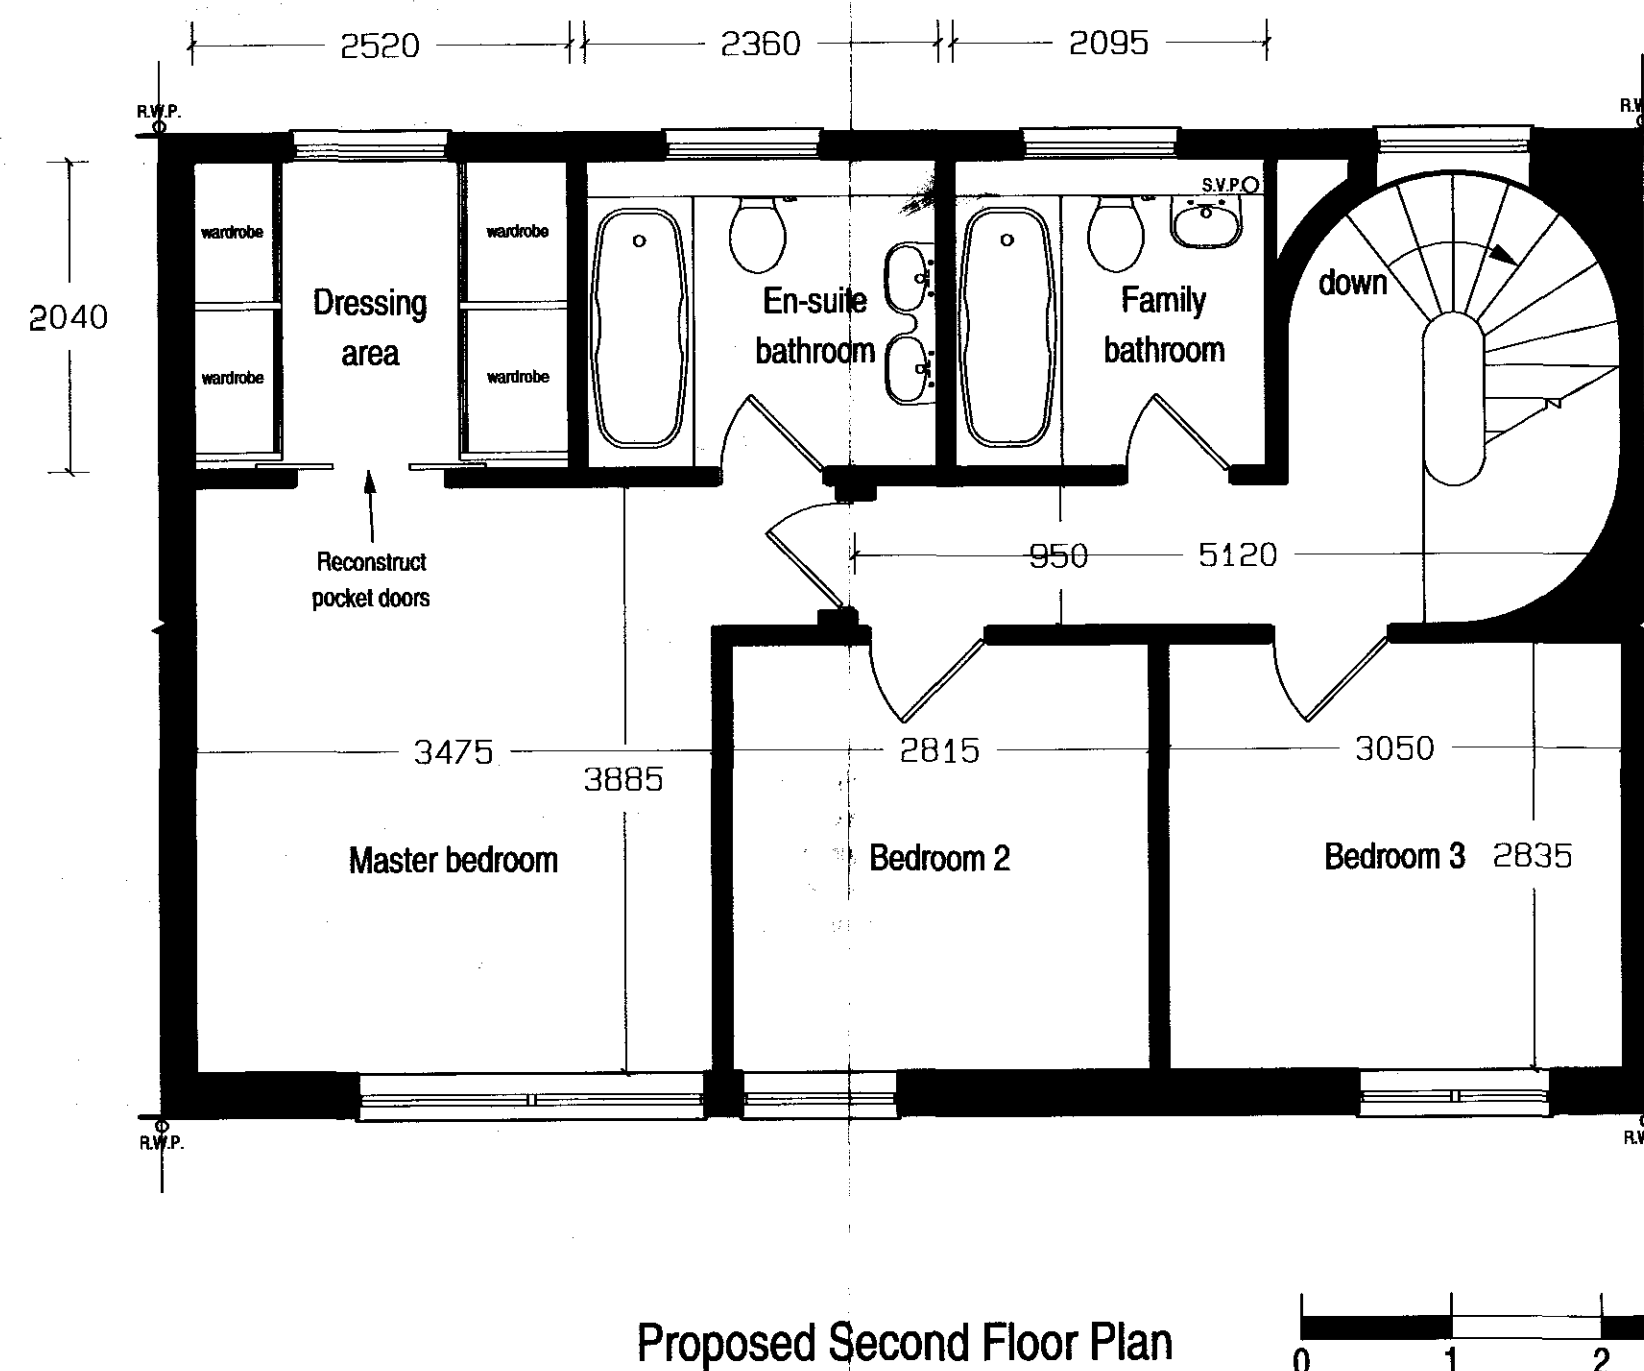 2520
2360
2095
R.W.P.
S.V.P.
wardrobe
wardrobe
Dressing
area
En-suite
bathroom
Family
bathroom
down
2040
wardrobe
wardrobe
Reconstruct
pocket doors
950
5120
3475
3885
2815
3050
Master bedroom
Bedroom 2
Bedroom 3
2835
R.W.P.
Proposed Second Floor Plan
0 1 2